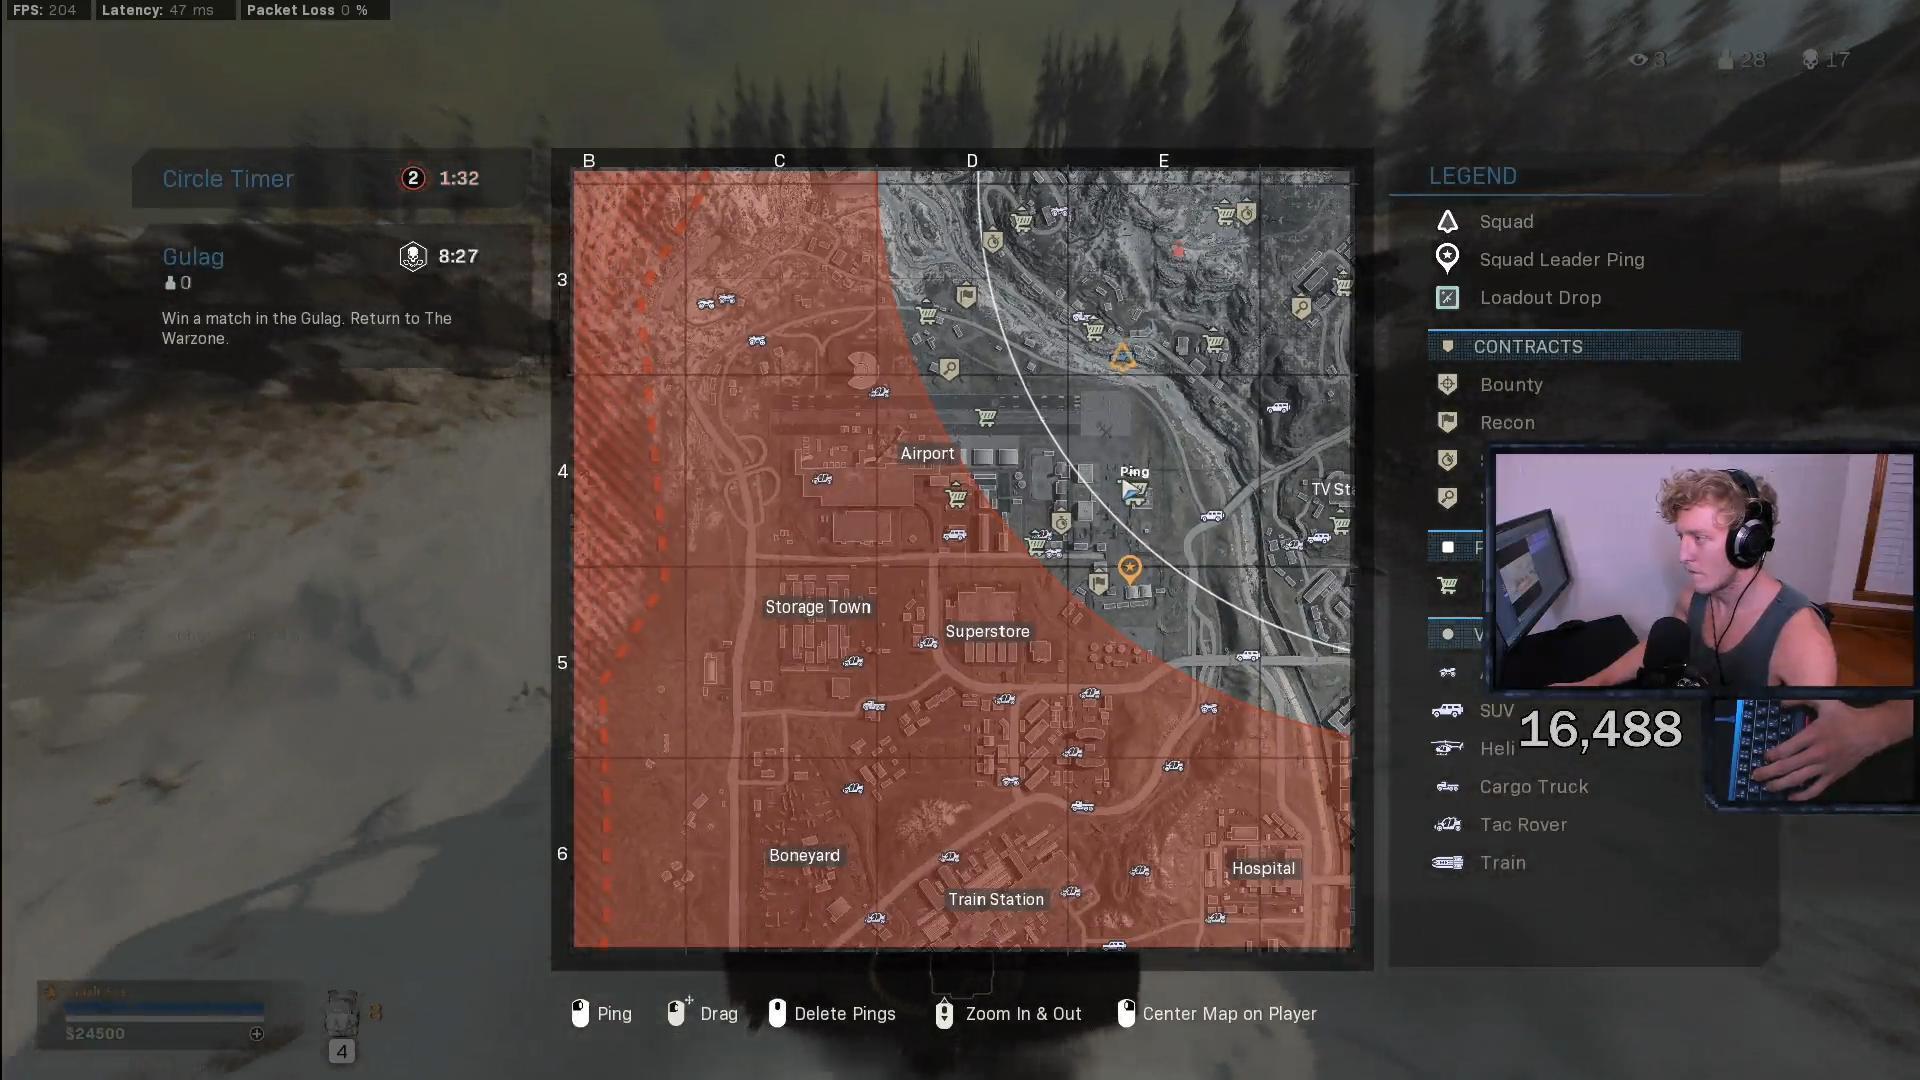 FPS: 204 Latency: 47 ms Packet Loss 0 %
3 28 17
Circle Timer 2 1:32
Gulag 8:27
0
Win a match in the Gulag. Return to The
Warzone.
B C D E
3
4
5
6
Airport
Ping
TV Sta
Storage Town
Superstore
Boneyard
Train Station
Hospital
LEGEND
Squad
Squad Leader Ping
Loadout Drop
CONTRACTS
Bounty
Recon
SUV
Heli
Cargo Truck
Tac Rover
Train
16,488
$24500
4
Ping Drag Delete Pings Zoom In & Out Center Map on Player